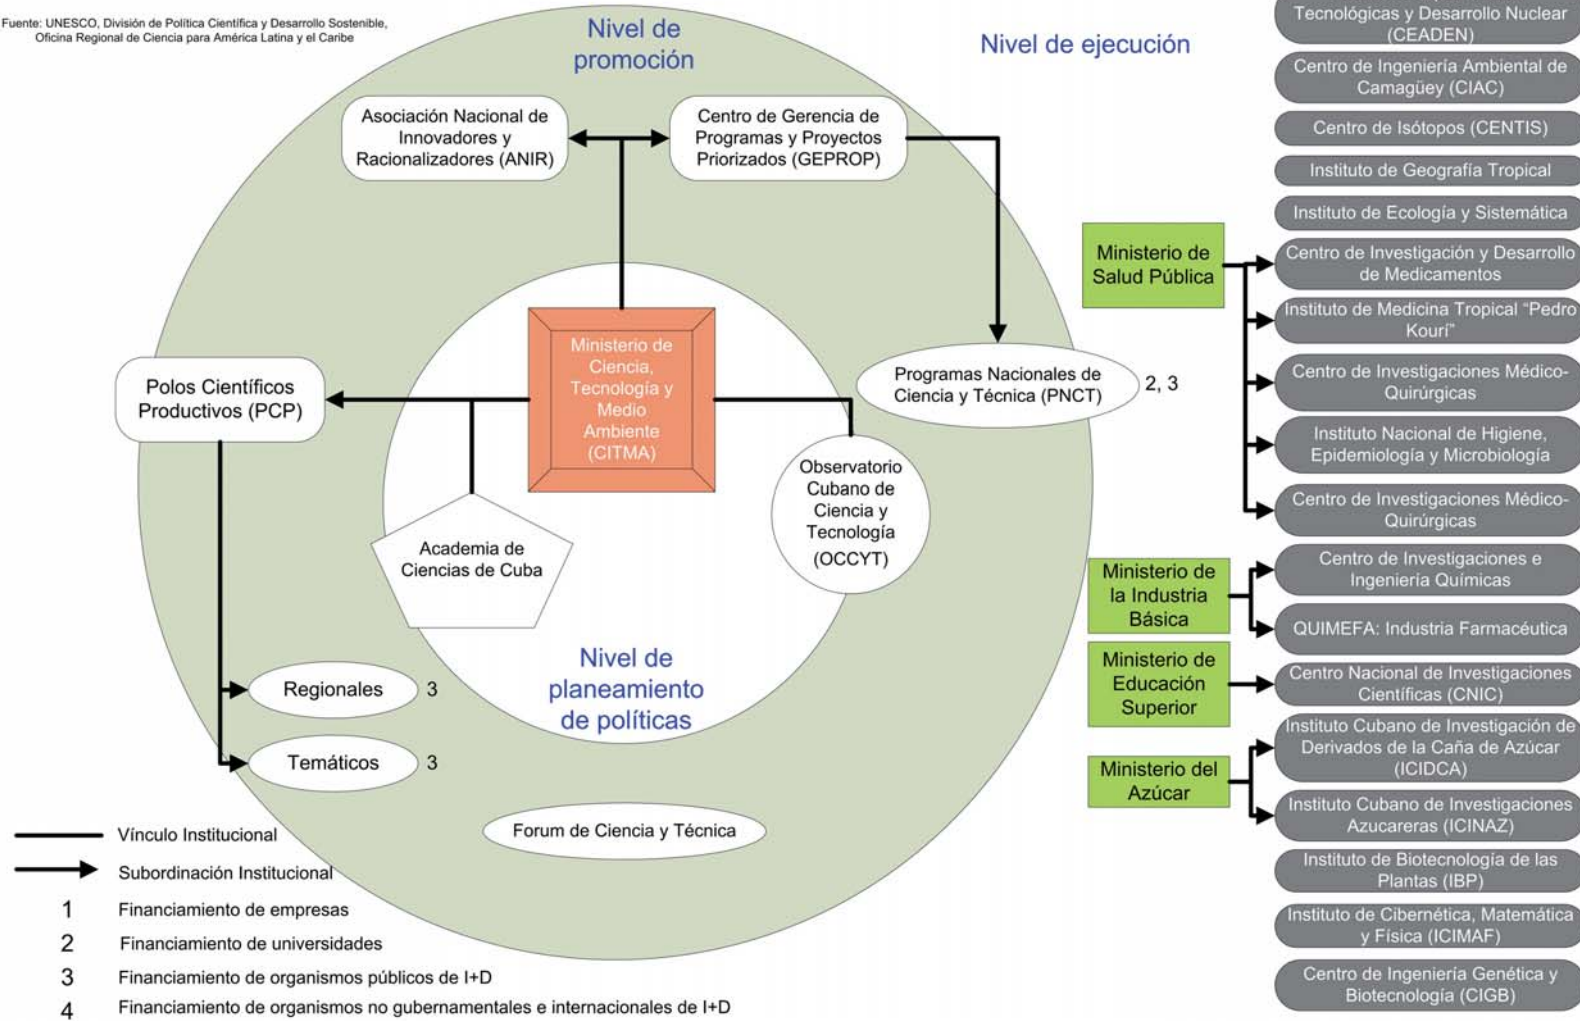 Fuente: UNESCO, División de Política Científica y Desarrollo Sostenible,
Oficina Regional de Ciencia para América Latina y el Caribe
Nivel de
promoción
Nivel de ejecución
Asociación Nacional de
Innovadores y
Racionalizadores (ANIR)
Centro de Gerencia de
Programas y Proyectos
Priorizados (GEPROP)
Ministerio de
Ciencia,
Tecnología y
Medio
Ambiente
(CITMA)
Polos Científicos
Productivos (PCP)
Programas Nacionales de
Ciencia y Técnica (PNCT)
2, 3
Observatorio
Cubano de
Ciencia y
Tecnología
(OCCYT)
Academia de
Ciencias de Cuba
Nivel de
planeamiento
de políticas
Regionales
3
Temáticos
3
Forum de Ciencia y Técnica
Vínculo Institucional
Subordinación Institucional
1 Financiamiento de empresas
2 Financiamiento de universidades
3 Financiamiento de organismos públicos de I+D
4 Financiamiento de organismos no gubernamentales e internacionales de I+D
Ministerio de
Salud Pública
Ministerio de
la Industria
Básica
Ministerio de
Educación
Superior
Ministerio del
Azúcar
Tecnológicas y Desarrollo Nuclear
(CEADEN)
Centro de Ingeniería Ambiental de
Camagüey (CIAC)
Centro de Isótopos (CENTIS)
Instituto de Geografía Tropical
Instituto de Ecología y Sistemática
Centro de Investigación y Desarrollo
de Medicamentos
Instituto de Medicina Tropical “Pedro
Kourí”
Centro de Investigaciones Médico-
Quirúrgicas
Instituto Nacional de Higiene,
Epidemiología y Microbiología
Centro de Investigaciones Médico-
Quirúrgicas
Centro de Investigaciones e
Ingeniería Químicas
QUIMEFA: Industria Farmacéutica
Centro Nacional de Investigaciones
Científicas (CNIC)
Instituto Cubano de Investigación de
Derivados de la Caña de Azúcar
(ICIDCA)
Instituto Cubano de Investigaciones
Azucareras (ICINAZ)
Instituto de Biotecnología de las
Plantas (IBP)
Instituto de Cibernética, Matemática
y Física (ICIMAF)
Centro de Ingeniería Genética y
Biotecnología (CIGB)